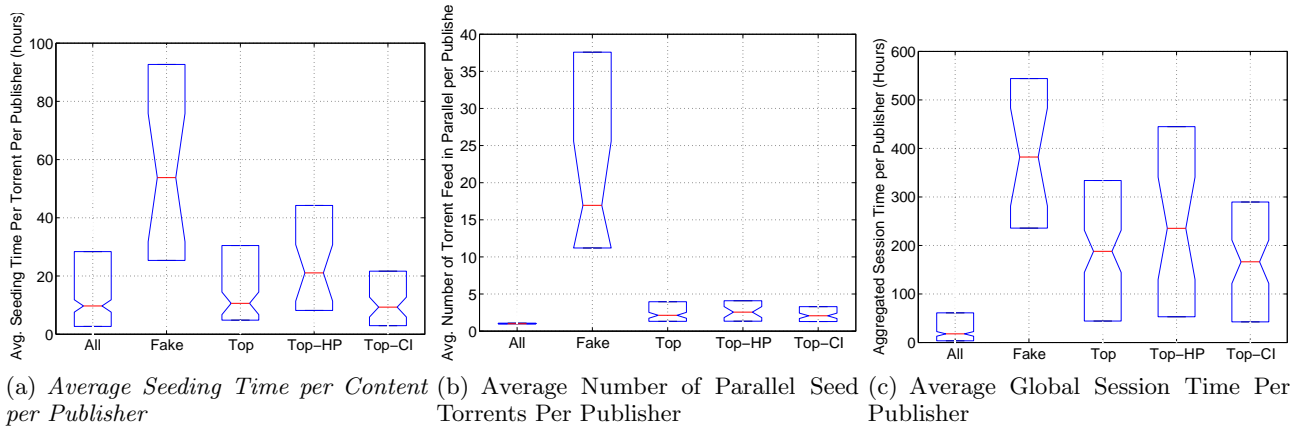 Avg. Seeding Time Per Torrent Per Publisher (hours)
100
80
60
40
20
0
All Fake Top Top-HP Top-CI
(a) Average Seeding Time per Content
per Publisher
Avg. Number of Torrent Feed in Parallel per Publishe
40
35
30
25
20
15
10
5
0
All Fake Top Top-HP Top-CI
(b) Average Number of Parallel Seed
Torrents Per Publisher
Aggregated Session Time per Publisher (Hours)
600
500
400
300
200
100
0
All Fake Top Top-HP Top-CI
(c) Average Global Session Time Per
Publisher